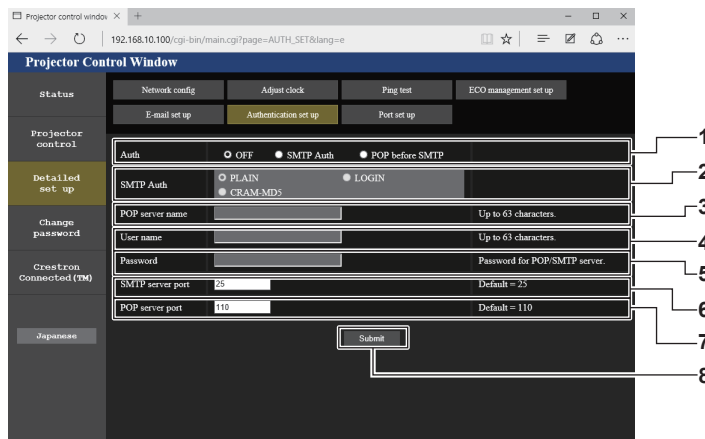 Projector control window
192.168.10.100/cgi-bin/main.cgi?page=AUTH_SET&lang=e
Projector Control Window
Status
Projector control
Detailed set up
Change password
Crestron Connected(TM)
Japanese
Network config
Adjust clock
Ping test
ECO management set up
E-mail set up
Authentication set up
Port set up
Auth
OFF
SMTP Auth
POP before SMTP
1
SMTP Auth
PLAIN
LOGIN
CRAM-MD5
2
POP server name
Up to 63 characters.
3
User name
Up to 63 characters.
4
Password
Password for POP/SMTP server.
5
SMTP server port
25
Default = 25
6
POP server port
110
Default = 110
7
Submit
8